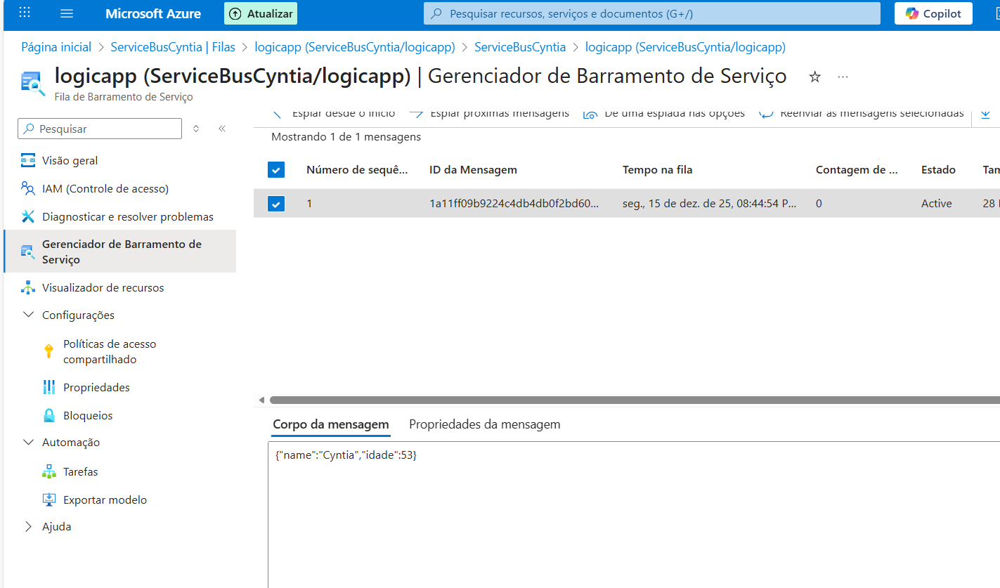 Microsoft Azure
Atualizar
Pesquisar recursos, serviços e documentos (G+/)
Copilot
Página inicial > ServiceBusCyntia | Filas > logicapp (ServiceBusCyntia/logicapp) > ServiceBusCyntia > logicapp (ServiceBusCyntia/logicapp)
logicapp (ServiceBusCyntia/logicapp) | Gerenciador de Barramento de Serviço
Fila de Barramento de Serviço
Pesquisar
Visão geral
IAM (Controle de acesso)
Diagnosticar e resolver problemas
Gerenciador de Barramento de
Serviço
Visualizador de recursos
Configurações
Políticas de acesso
compartilhado
Propriedades
Bloqueios
Automação
Tarefas
Exportar modelo
Ajuda
Espiar desde o início
Espiar próximas mensagens
Dê uma espiada nas opções
Reenviar as mensagens selecionadas
Mostrando 1 de 1 mensagens
Número de sequê... ID da Mensagem Tempo na fila Contagem de ... Estado Tam
1 1a11ff09b9224c4db4db0f2bd60... seg., 15 de dez. de 25, 08:44:54 P... 0 Active 28
Corpo da mensagem Propriedades da mensagem
{"name":"Cyntia","idade":53}